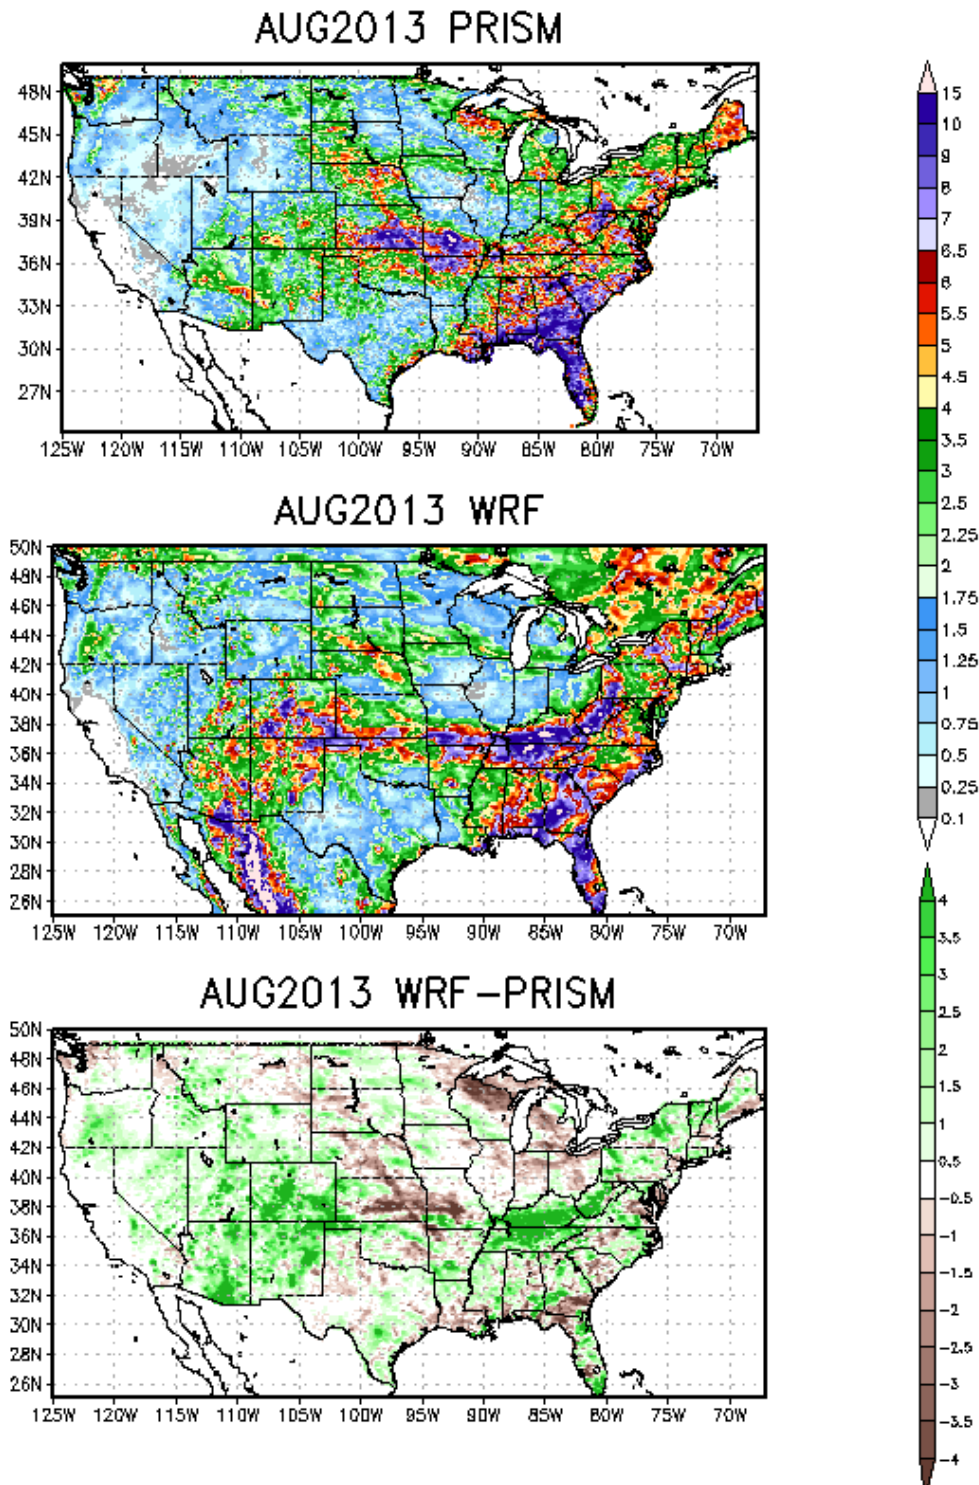 AUG2013 PRISM
48N
45N
42N
39N
36N
33N
30N
27N
125W 120W 115W 110W 105W 100W 95W 90W 85W 80W 75W 70W
AUG2013 WRF
50N
48N
46N
44N
42N
40N
38N
36N
34N
32N
30N
28N
26N
125W 120W 115W 110W 105W 100W 95W 90W 85W 80W 75W 70W
AUG2013 WRF-PRISM
50N
48N
46N
44N
42N
40N
38N
36N
34N
32N
30N
28N
26N
125W 120W 115W 110W 105W 100W 95W 90W 85W 80W 75W 70W
15
10
9
8
7
6.5
6
5.5
5
4.5
4
3.5
3
2.5
2.25
2
1.75
1.5
1.25
1
0.75
0.5
0.25
0.1
4
3.5
3
2.5
2
1.5
1
0.5
-0.5
-1
-1.5
-2
-2.5
-3
-3.5
-4